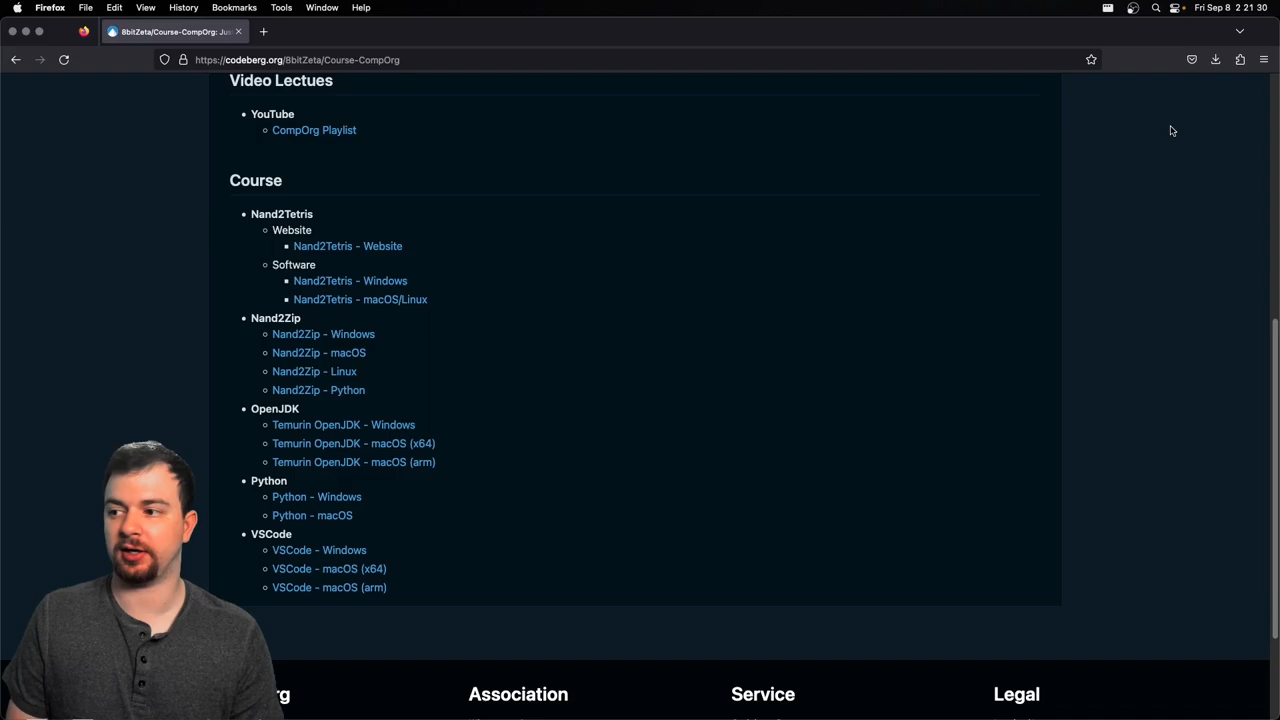 Firefox File Edit View History Bookmarks Tools Window Help Fri Sep 8 2 21 30
8bitZeta/Course-CompOrg: Jus
https://codeberg.org/8bitZeta/Course-CompOrg
Video Lectues
YouTube
CompOrg Playlist
Course
Nand2Tetris
Website
Nand2Tetris - Website
Software
Nand2Tetris - Windows
Nand2Tetris - macOS/Linux
Nand2Zip
Nand2Zip - Windows
Nand2Zip - macOS
Nand2Zip - Linux
Nand2Zip - Python
OpenJDK
Temurin OpenJDK - Windows
Temurin OpenJDK - macOS (x64)
Temurin OpenJDK - macOS (arm)
Python
Python - Windows
Python - macOS
VSCode
VSCode - Windows
VSCode - macOS (x64)
VSCode - macOS (arm)
rg Association Service Legal